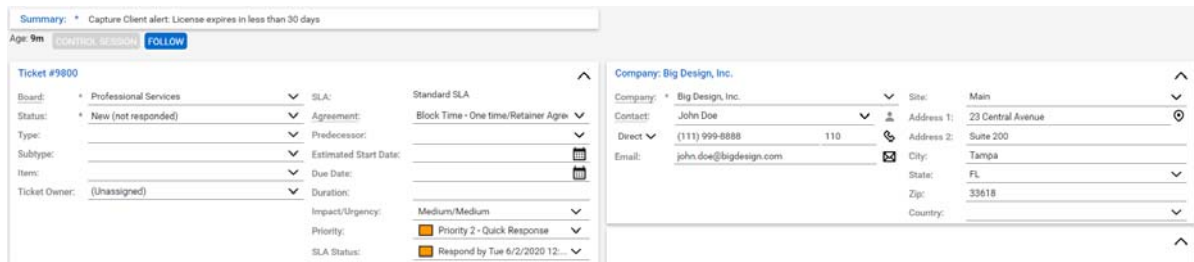 Summary: * Capture Client alert: License expires in less than 30 days
Age: 9m CONTROL SESSION FOLLOW
Ticket #9800
Board: * Professional Services
Status: * New (not responded)
Type:
Subtype:
Item:
Ticket Owner: (Unassigned)
SLA: Standard SLA
Agreement: Block Time - One time/Retainer Agree
Predecessor:
Estimated Start Date:
Due Date:
Duration:
Impact/Urgency: Medium/Medium
Priority: Priority 2 - Quick Response
SLA Status: Respond by Tue 6/2/2020 12:...
Company: Big Design, Inc.
Company: * Big Design, Inc.
Contact: John Doe
Direct (111) 999-8888 110
Email: john.doe@bigdesign.com
Site: Main
Address 1: 23 Central Avenue
Address 2: Suite 200
City: Tampa
State: FL
Zip: 33618
Country: